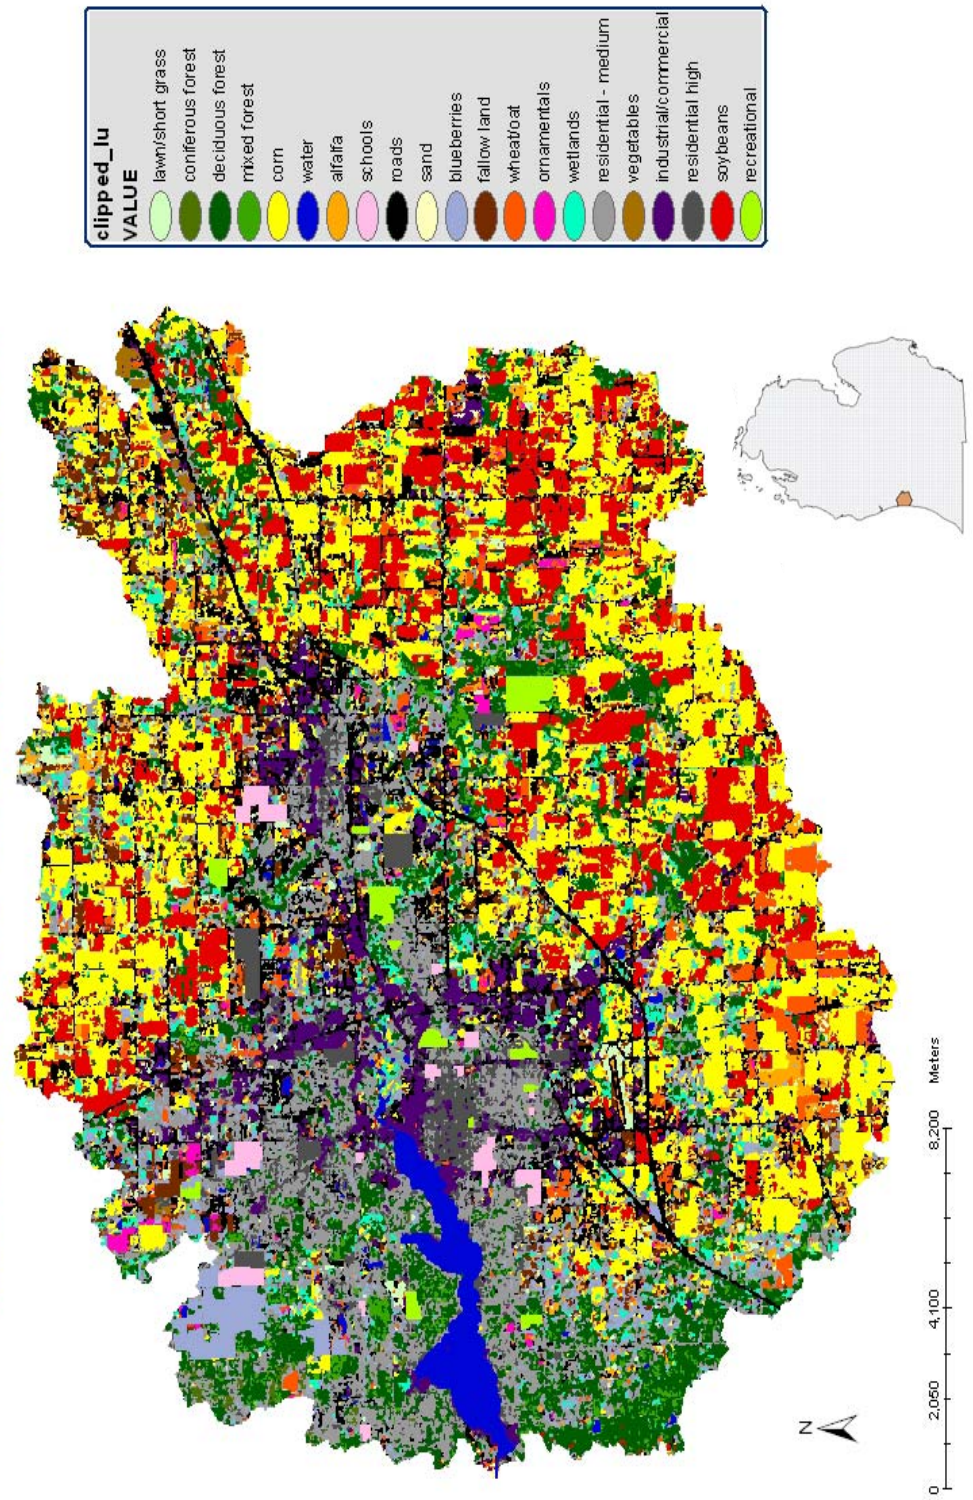 clipped_lu
VALUE
lawn/short grass
coniferous forest
deciduous forest
mixed forest
corn
water
alfalfa
schools
roads
sand
blueberries
fallow land
wheat/oat
ornamentals
wetlands
residential - medium
vegetables
industrial/commercial
residential high
soybeans
recreational
N
0 2,050 4,100 8,200 Meters